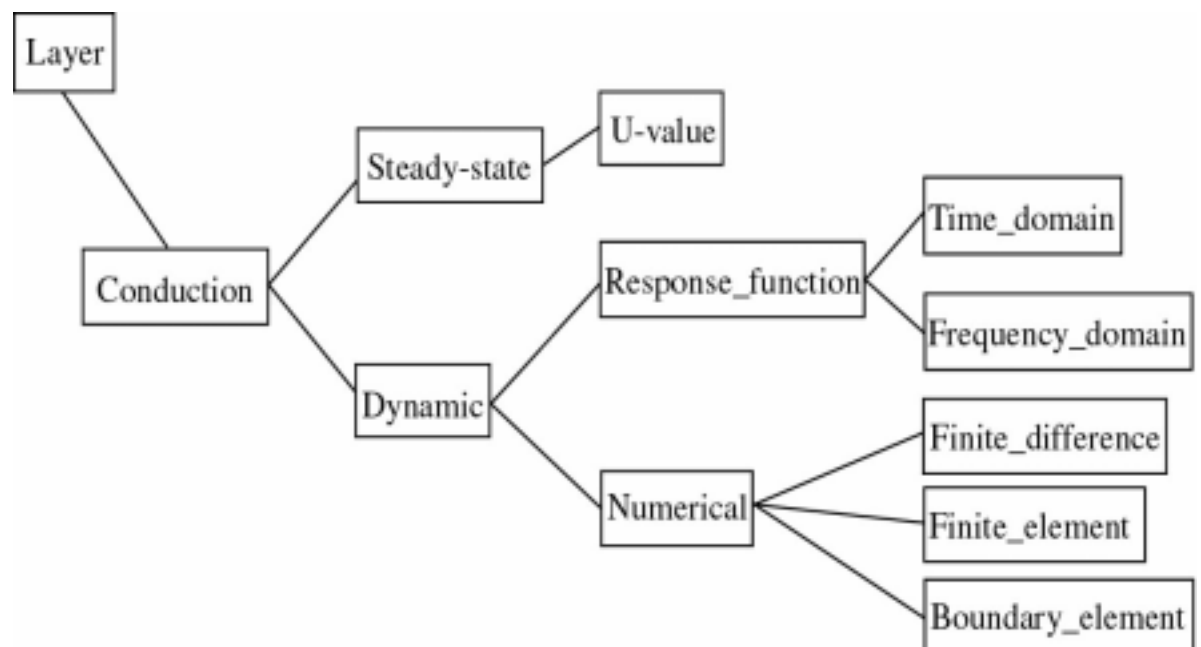 Layer
Conduction
Steady-state
U-value
Dynamic
Response_function
Time_domain
Frequency_domain
Numerical
Finite_difference
Finite_element
Boundary_element